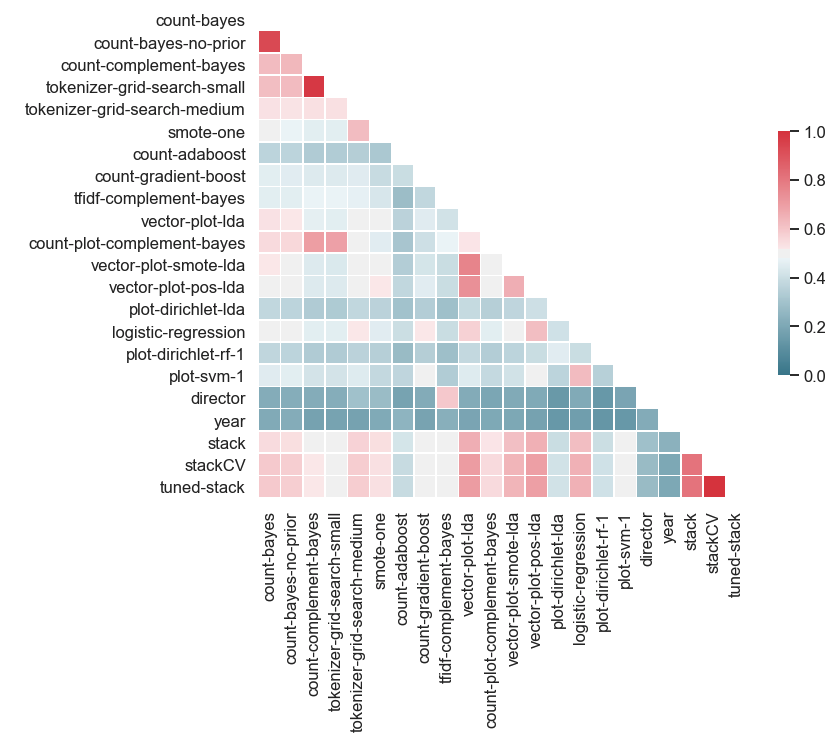 count-bayes
count-bayes-no-prior
count-complement-bayes
tokenizer-grid-search-small
tokenizer-grid-search-medium
smote-one
count-adaboost
count-gradient-boost
tfidf-complement-bayes
vector-plot-lda
count-plot-complement-bayes
vector-plot-smote-lda
vector-plot-pos-lda
plot-dirichlet-lda
logistic-regression
plot-dirichlet-rf-1
plot-svm-1
director
year
stack
stackCV
tuned-stack
count-bayes
count-bayes-no-prior
count-complement-bayes
tokenizer-grid-search-small
tokenizer-grid-search-medium
smote-one
count-adaboost
count-gradient-boost
tfidf-complement-bayes
vector-plot-lda
count-plot-complement-bayes
vector-plot-smote-lda
vector-plot-pos-lda
plot-dirichlet-lda
logistic-regression
plot-dirichlet-rf-1
plot-svm-1
director
year
stack
stackCV
tuned-stack
1.0
0.8
0.6
0.4
0.2
0.0